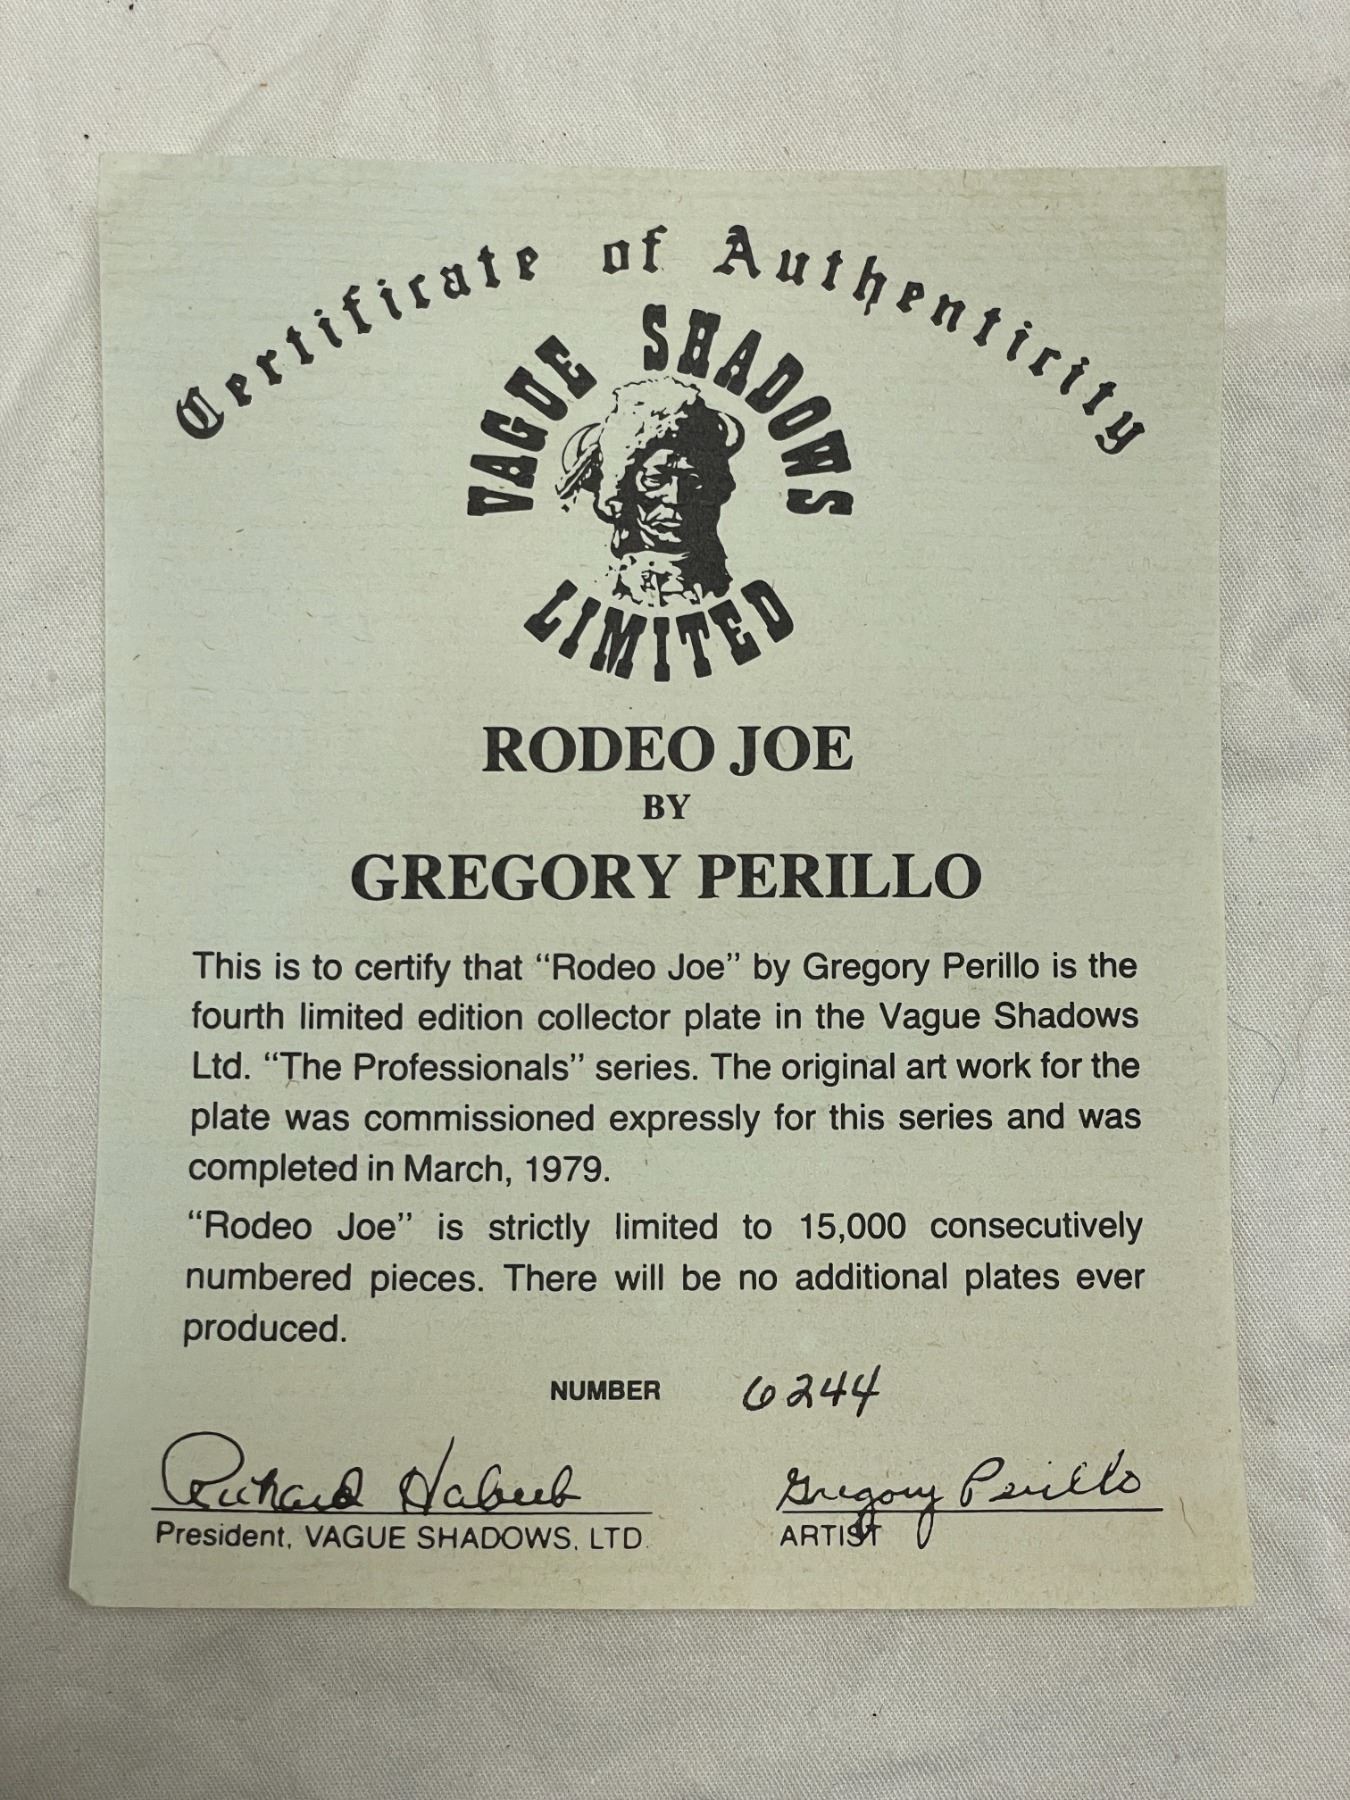 Certificate of Authenticity
VAGUE SHADOWS
LIMITED
RODEO JOE
BY
GREGORY PERILLO
This is to certify that “Rodeo Joe” by Gregory Perillo is the
fourth limited edition collector plate in the Vague Shadows
Ltd. “The Professionals” series. The original art work for the
plate was commissioned expressly for this series and was
completed in March, 1979.
“Rodeo Joe” is strictly limited to 15,000 consecutively
numbered pieces. There will be no additional plates ever
produced.
NUMBER 6244
Richard Habeeb Gregory Perillo
President, VAGUE SHADOWS, LTD. ARTIST